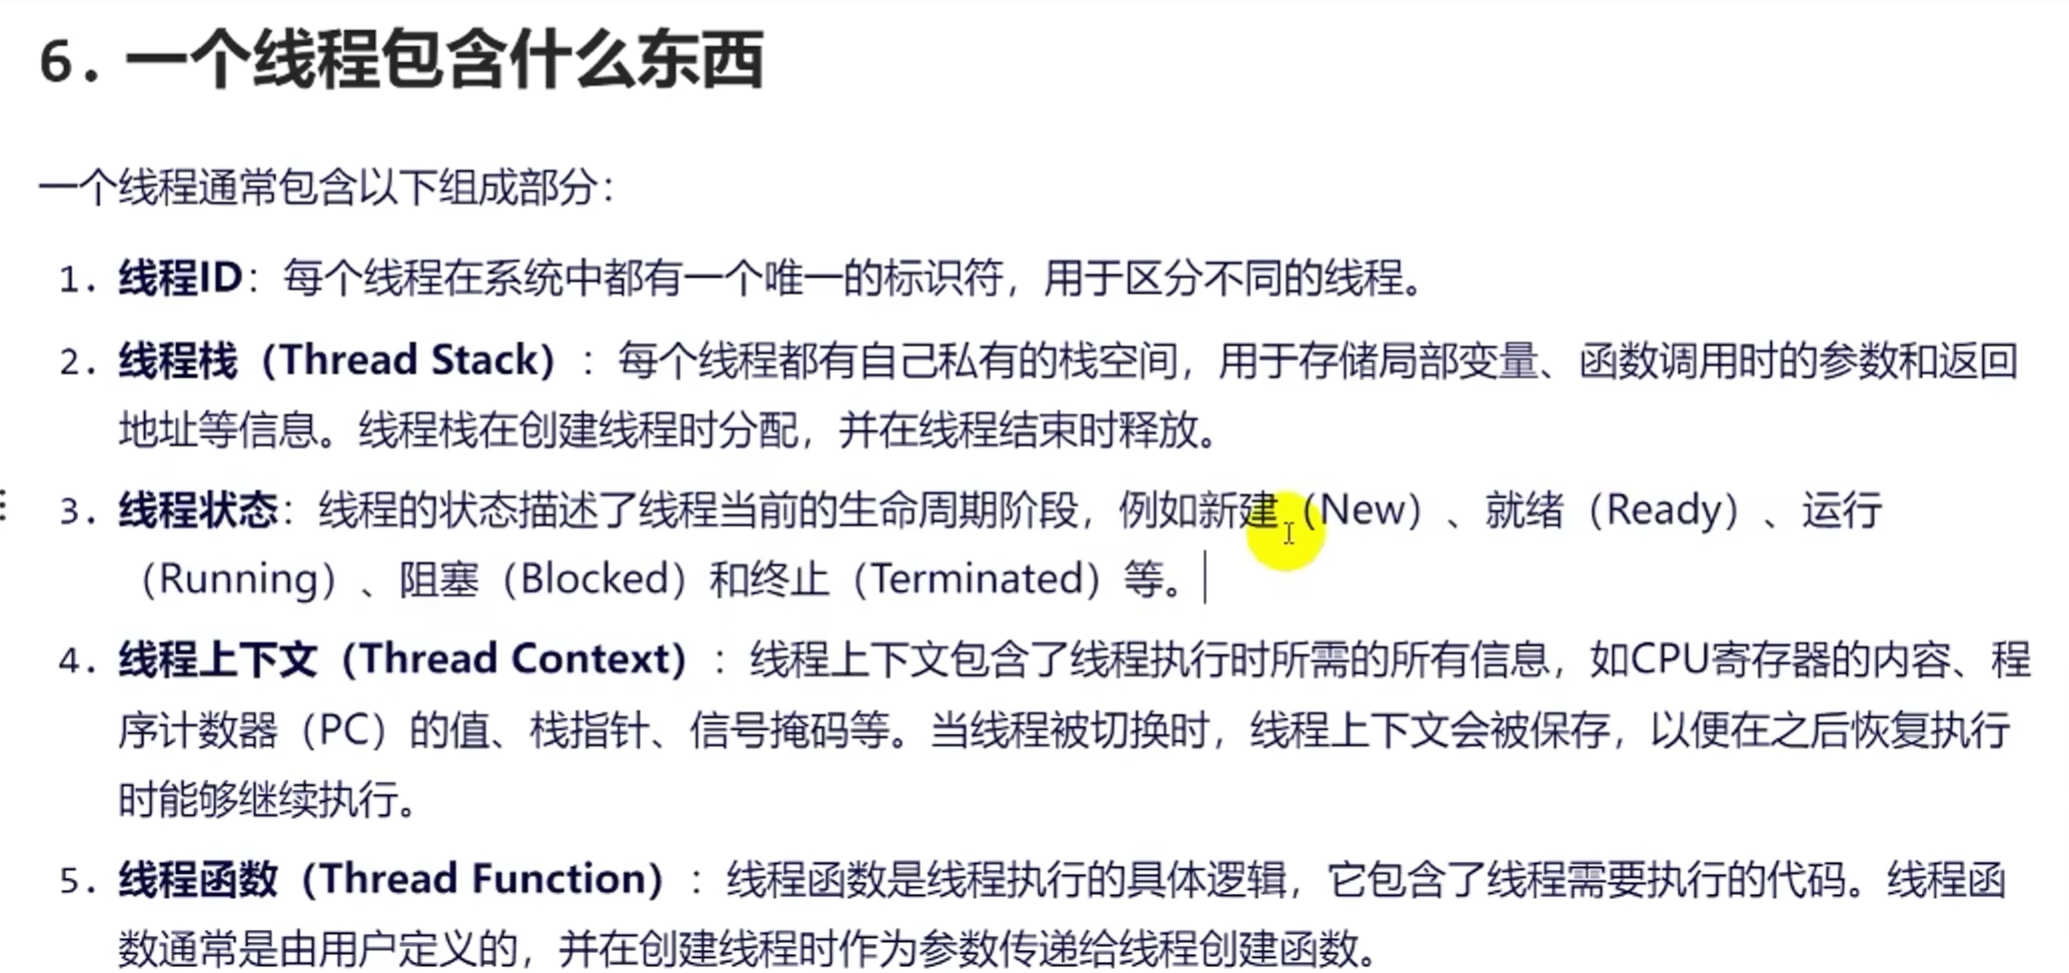 6. 一个线程包含什么东西
一个线程通常包含以下组成部分：
1. 线程ID：每个线程在系统中都有一个唯一的标识符，用于区分不同的线程。
2. 线程栈（Thread Stack）：每个线程都有自己私有的栈空间，用于存储局部变量、函数调用时的参数和返回
地址等信息。线程栈在创建线程时分配，并在线程结束时释放。
3. 线程状态：线程的状态描述了线程当前的生命周期阶段，例如新建（New）、就绪（Ready）、运行
（Running）、阻塞（Blocked）和终止（Terminated）等。
4. 线程上下文（Thread Context）：线程上下文包含了线程执行时所需的所有信息，如CPU寄存器的内容、程
序计数器（PC）的值、栈指针、信号掩码等。当线程被切换时，线程上下文会被保存，以便在之后恢复执行
时能够继续执行。
5. 线程函数（Thread Function）：线程函数是线程执行的具体逻辑，它包含了线程需要执行的代码。线程函
数通常是由用户定义的，并在创建线程时作为参数传递给线程创建函数。